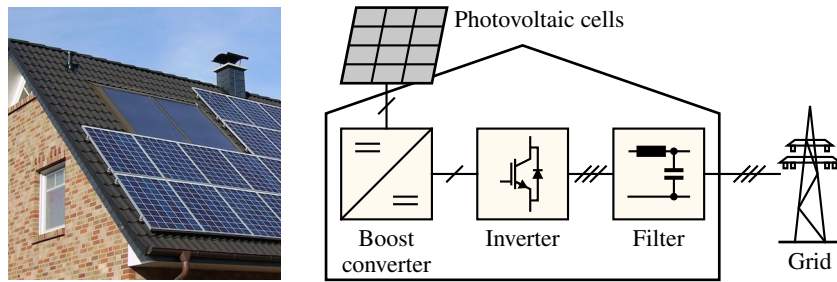 Photovoltaic cells
Boost
converter
Inverter
Filter
Grid